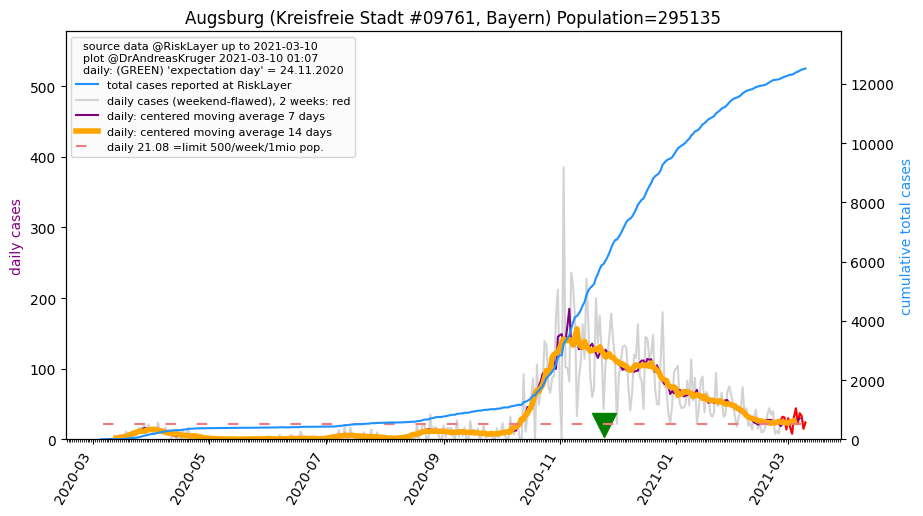 Augsburg (Kreisfreie Stadt #09761, Bayern) Population=295135
source data @RiskLayer up to 2021-03-10
plot @DrAndreasKruger 2021-03-10 01:07
daily: (GREEN) 'expectation day' = 24.11.2020
total cases reported at RiskLayer
daily cases (weekend-flawed), 2 weeks: red
daily: centered moving average 7 days
daily: centered moving average 14 days
daily 21.08 =limit 500/week/1mio pop.
daily cases
500
400
300
200
100
0
cumulative total cases
12000
10000
8000
6000
4000
2000
0
2020-03
2020-05
2020-07
2020-09
2020-11
2021-01
2021-03